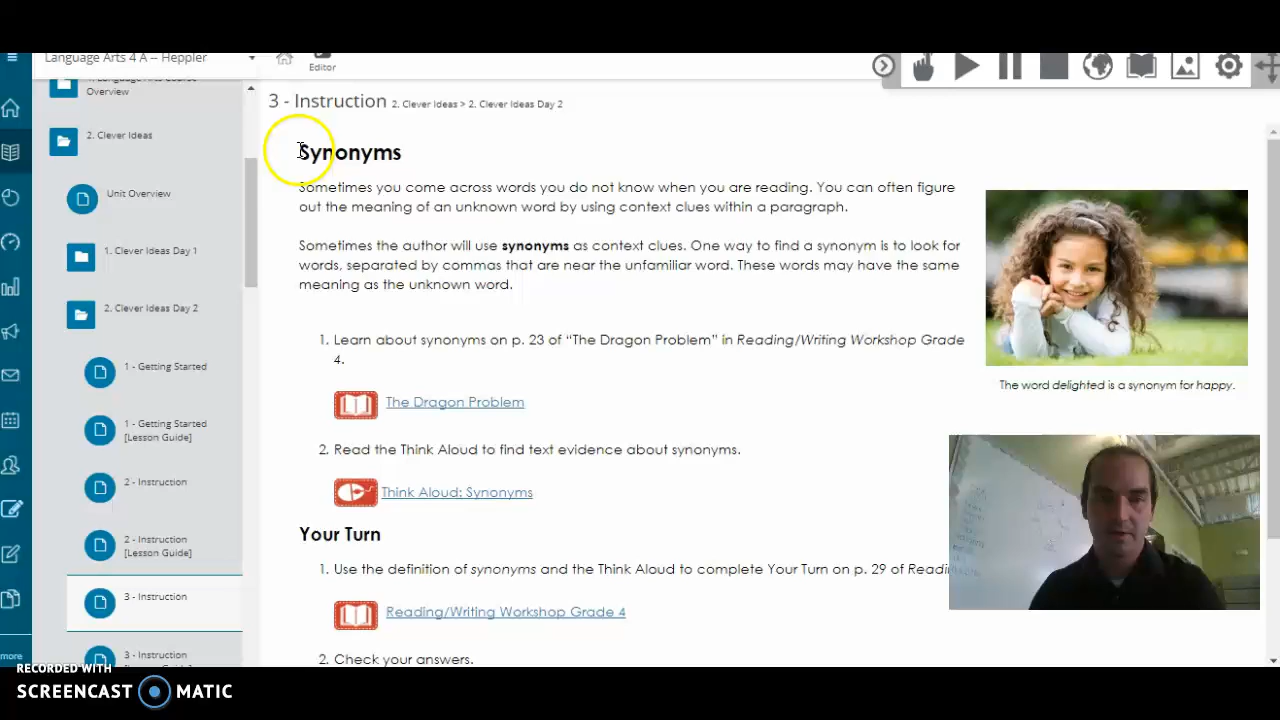 Language Arts 4 A -- Heppler
Editor
Overview
2. Clever Ideas
Unit Overview
1. Clever Ideas Day 1
2. Clever Ideas Day 2
1 - Getting Started
1 - Getting Started
[Lesson Guide]
2 - Instruction
2 - Instruction
[Lesson Guide]
3 - Instruction
3 - Instruction
more
3 - Instruction 2. Clever Ideas > 2. Clever Ideas Day 2
Synonyms
Sometimes you come across words you do not know when you are reading. You can often figure
out the meaning of an unknown word by using context clues within a paragraph.
Sometimes the author will use synonyms as context clues. One way to find a synonym is to look for
words, separated by commas that are near the unfamiliar word. These words may have the same
meaning as the unknown word.
1. Learn about synonyms on p. 23 of “The Dragon Problem” in Reading/Writing Workshop Grade
4.
The Dragon Problem
2. Read the Think Aloud to find text evidence about synonyms.
Think Aloud: Synonyms
Your Turn
1. Use the definition of synonyms and the Think Aloud to complete Your Turn on p. 29 of
Reading/Writing Workshop Grade 4
2. Check your answers.
The word delighted is a synonym for happy.
RECORDED WITH
SCREENCAST MATIC